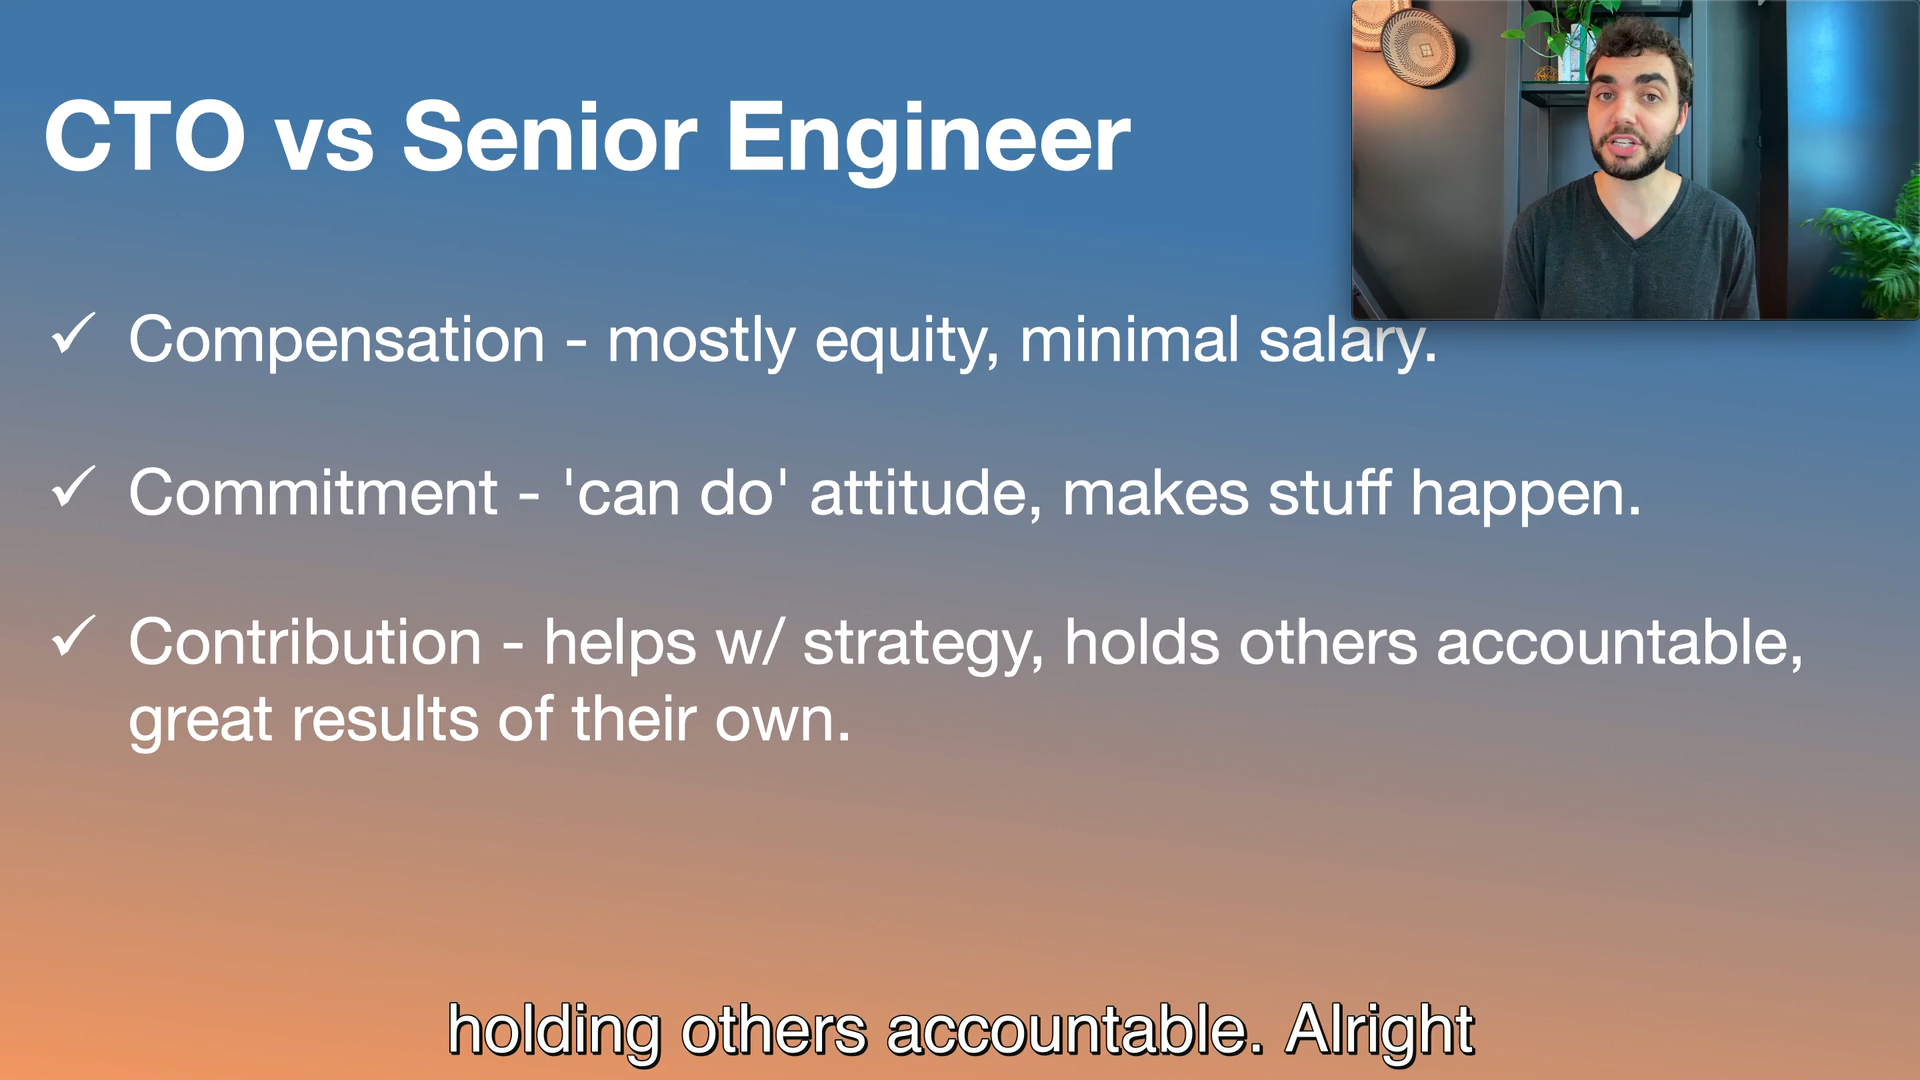 CTO vs Senior Engineer
Compensation - mostly equity, minimal salary.
Commitment - 'can do' attitude, makes stuff happen.
Contribution - helps w/ strategy, holds others accountable,
great results of their own.
holding others accountable. Alright